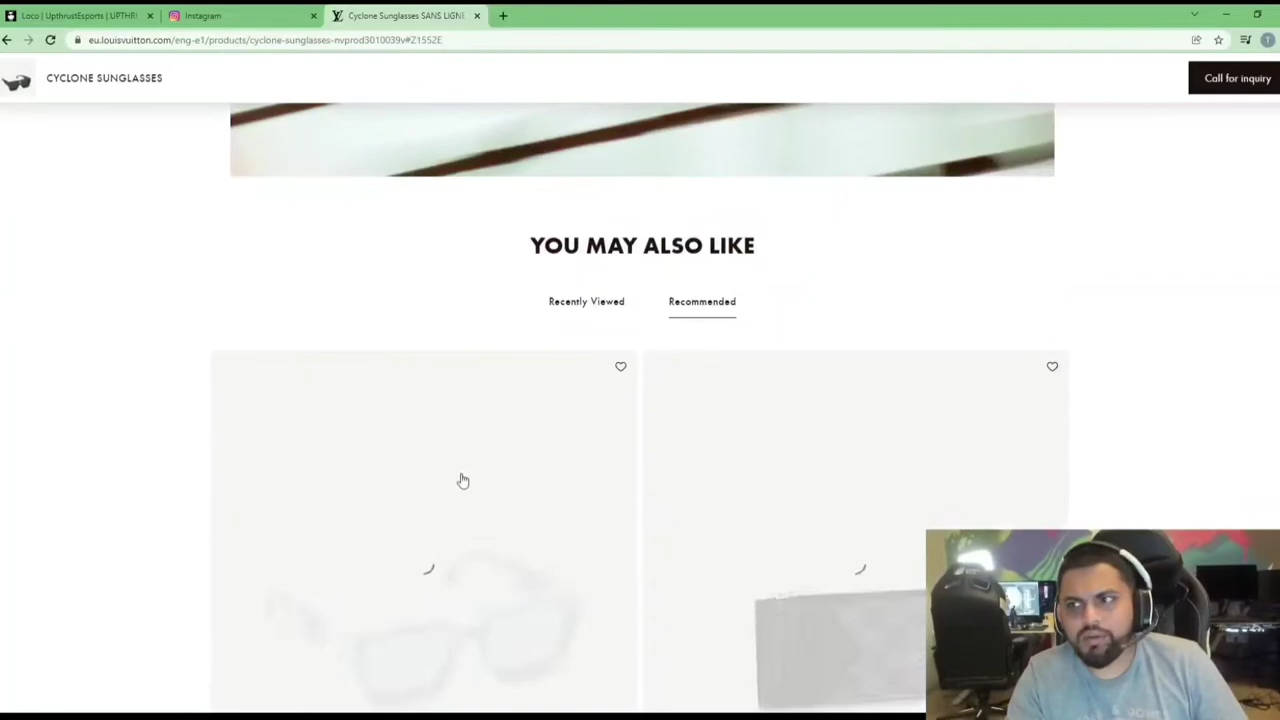 Loco | UpthrustEsports | UPTHR
Instagram
Cyclone Sunglasses SANS LIGNE
eu.louisvuitton.com/eng-e1/products/cyclone-sunglasses-nvprod3010039v#Z1552E
T
CYCLONE SUNGLASSES
Call for inquiry
YOU MAY ALSO LIKE
Recently Viewed
Recommended